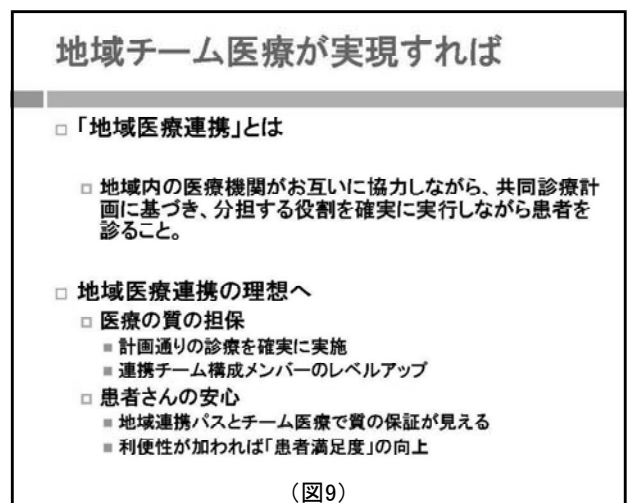 地域チーム医療が実現すれば
「地域医療連携」とは
地域内の医療機関がお互いに協力しながら、共同診療計
画に基づき、分担する役割を確実に実行しながら患者を
診ること。
地域医療連携の理想へ
医療の質の担保
計画通りの診療を確実に実施
連携チーム構成メンバーのレベルアップ
患者さんの安心
地域連携パスとチーム医療で質の保証が見える
利便性が加われば「患者満足度」の向上
（図9）